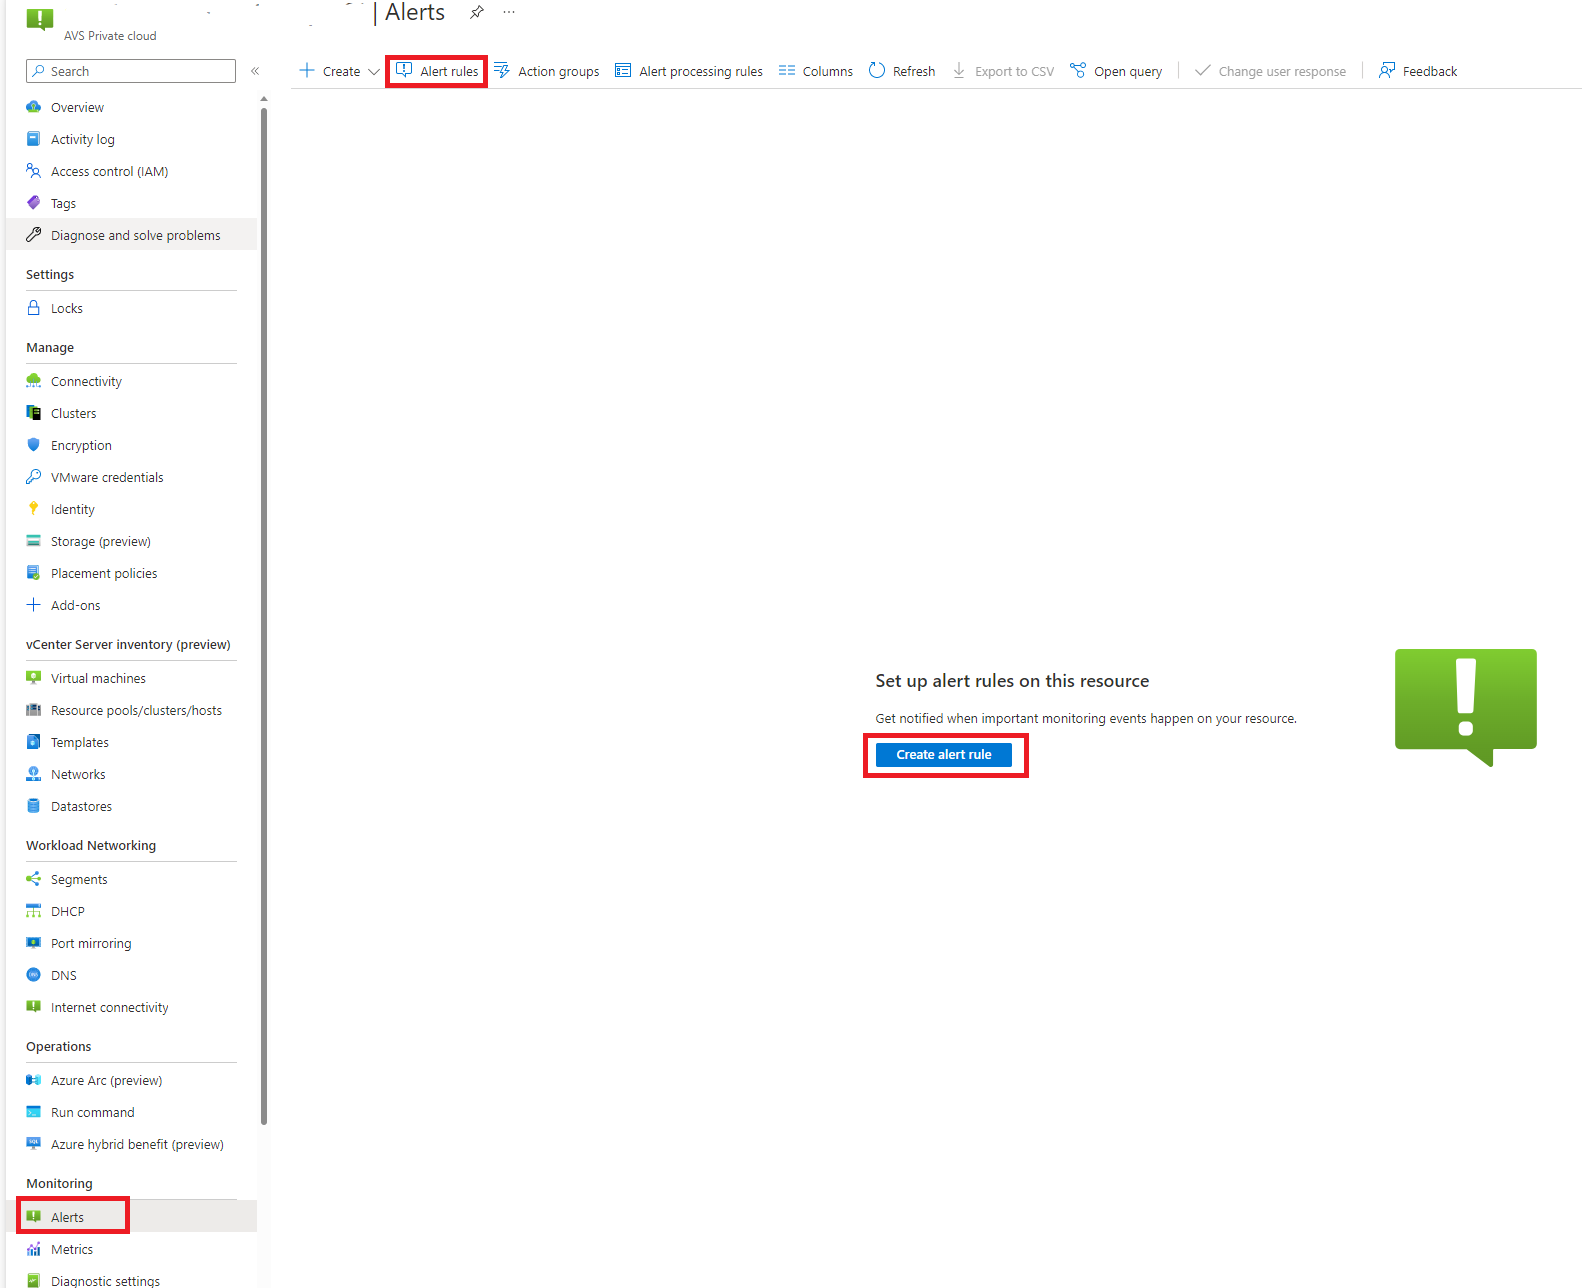 Alerts
AVS Private cloud
Search
Create
Alert rules
Action groups
Alert processing rules
Columns
Refresh
Export to CSV
Open query
Change user response
Feedback
Overview
Activity log
Access control (IAM)
Tags
Diagnose and solve problems
Settings
Locks
Manage
Connectivity
Clusters
Encryption
VMware credentials
Identity
Storage (preview)
Placement policies
Add-ons
vCenter Server inventory (preview)
Virtual machines
Resource pools/clusters/hosts
Templates
Networks
Datastores
Workload Networking
Segments
DHCP
Port mirroring
DNS
Internet connectivity
Operations
Azure Arc (preview)
Run command
Azure hybrid benefit (preview)
Monitoring
Alerts
Metrics
Diagnostic settings
Set up alert rules on this resource
Get notified when important monitoring events happen on your resource.
Create alert rule